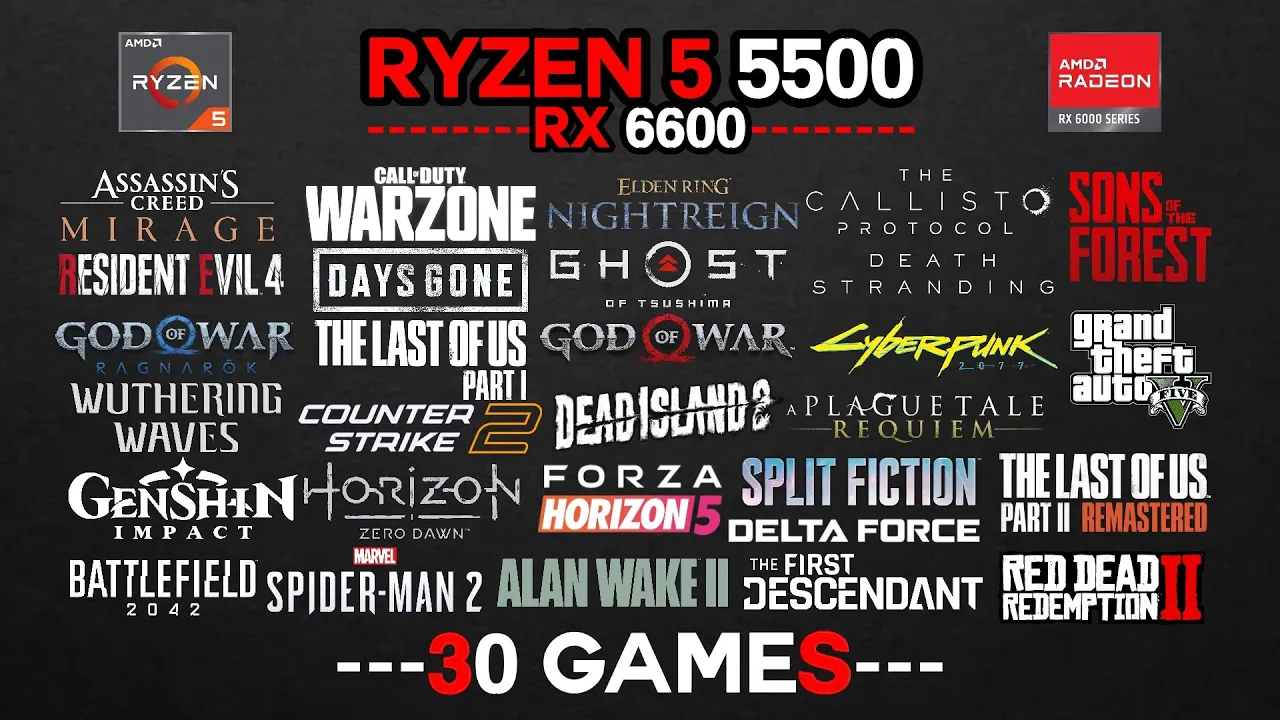 AMD
RYZEN
5
RYZEN 5 5500
---RX 6600---
AMD
RADEON
RX 6000 SERIES
ASSASSIN'S
CREED
MIRAGE
CALL OF DUTY
WARZONE
ELDEN RING
NIGHTREIGN
THE
CALLISTO
PROTOCOL
SONS
OF THE
FOREST
RESIDENT EVIL 4
DAYS GONE
GHOST
OF TSUSHIMA
DEATH
STRANDING
GOD OF WAR
RAGNARÖK
THE LAST OF US
PART I
GOD OF WAR
CYBERPUNK
2077
grand
theft
auto V
FIVE
WUTHERING
WAVES
COUNTER
STRIKE 2
DEAD ISLAND 2
A PLAGUE TALE
REQUIEM
GENSHIN
IMPACT
HORIZON
ZERO DAWN™
FORZA
HORIZON 5
SPLIT FICTION™
DELTA FORCE
THE LAST OF US
PART II REMASTERED
BATTLEFIELD
2042
MARVEL
SPIDER-MAN 2
ALAN WAKE II
THE FIRST
DESCENDANT
RED DEAD
REDEMPTION II
---30 GAMES---